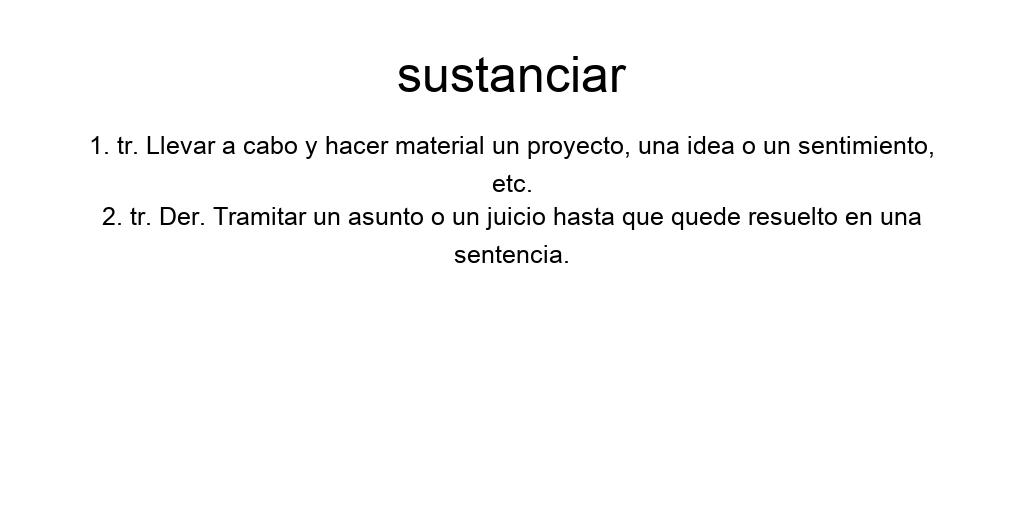 sustanciar
1. tr. Llevar a cabo y hacer material un proyecto, una idea o un sentimiento,
etc.
2. tr. Der. Tramitar un asunto o un juicio hasta que quede resuelto en una
sentencia.